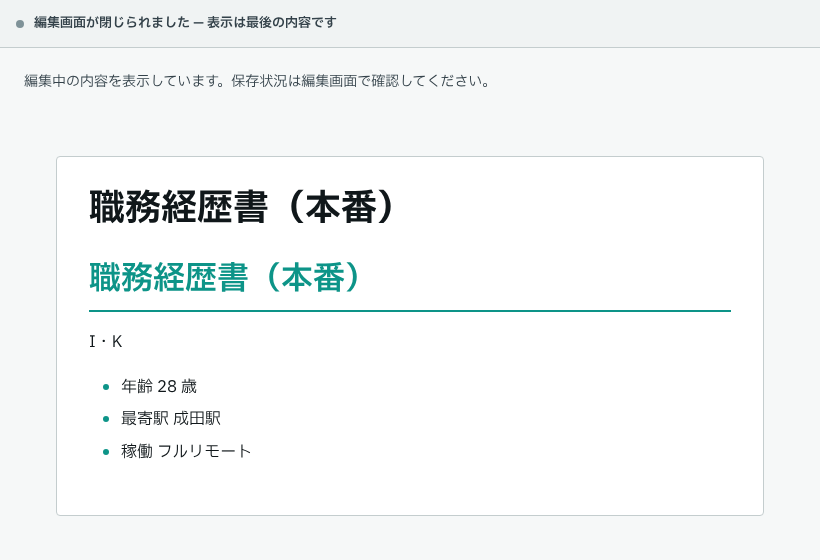 編集画面が閉じられました — 表示は最後の内容です
編集中の内容を表示しています。保存状況は編集画面で確認してください。
職務経歴書（本番）
職務経歴書（本番）
I・K
年齢 28 歳
最寄駅 成田駅
稼働 フルリモート